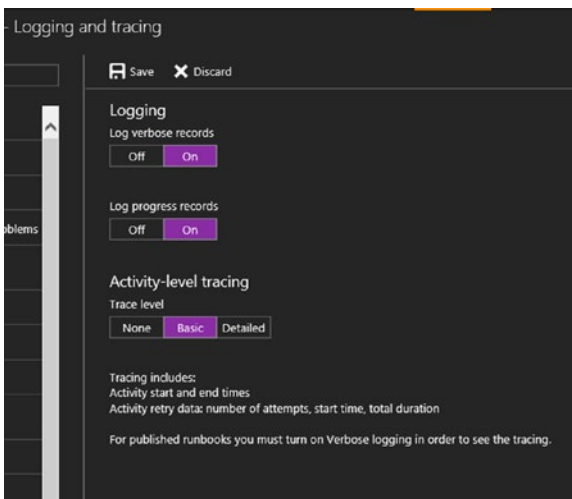 - Logging and tracing
Save Discard
Logging
Log verbose records
Off On
Log progress records
oblems
Off On
Activity-level tracing
Trace level
None Basic Detailed
Tracing includes:
Activity start and end times
Activity retry data: number of attempts, start time, total duration
For published runbooks you must turn on Verbose logging in order to see the tracing.